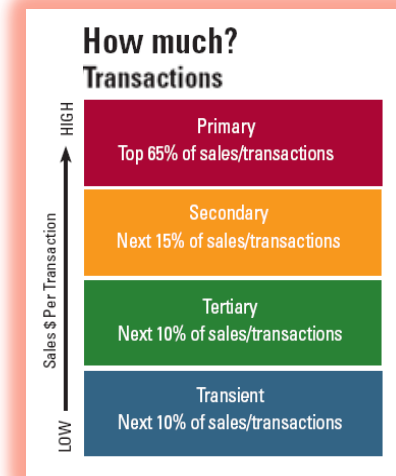 How much?
Transactions
HIGH
Sales $ Per Transaction
LOW
Primary
Top 65% of sales/transactions
Secondary
Next 15% of sales/transactions
Tertiary
Next 10% of sales/transactions
Transient
Next 10% of sales/transactions